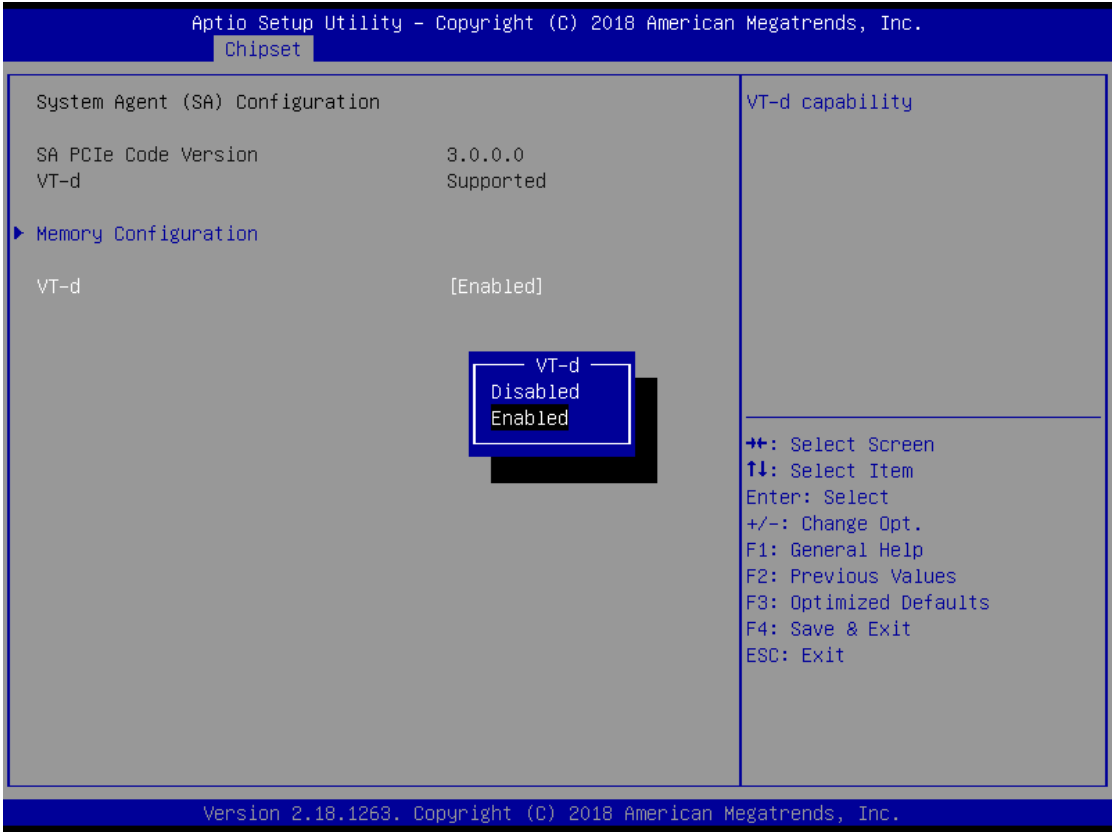 Aptio Setup Utility – Copyright (C) 2018 American Megatrends, Inc.
Chipset
System Agent (SA) Configuration
SA PCIe Code Version 3.0.0.0
VT-d Supported
Memory Configuration
VT-d [Enabled]
VT-d
Disabled
Enabled
VT-d capability
→←: Select Screen
↑↓: Select Item
Enter: Select
+/-: Change Opt.
F1: General Help
F2: Previous Values
F3: Optimized Defaults
F4: Save & Exit
ESC: Exit
Version 2.18.1263. Copyright (C) 2018 American Megatrends, Inc.